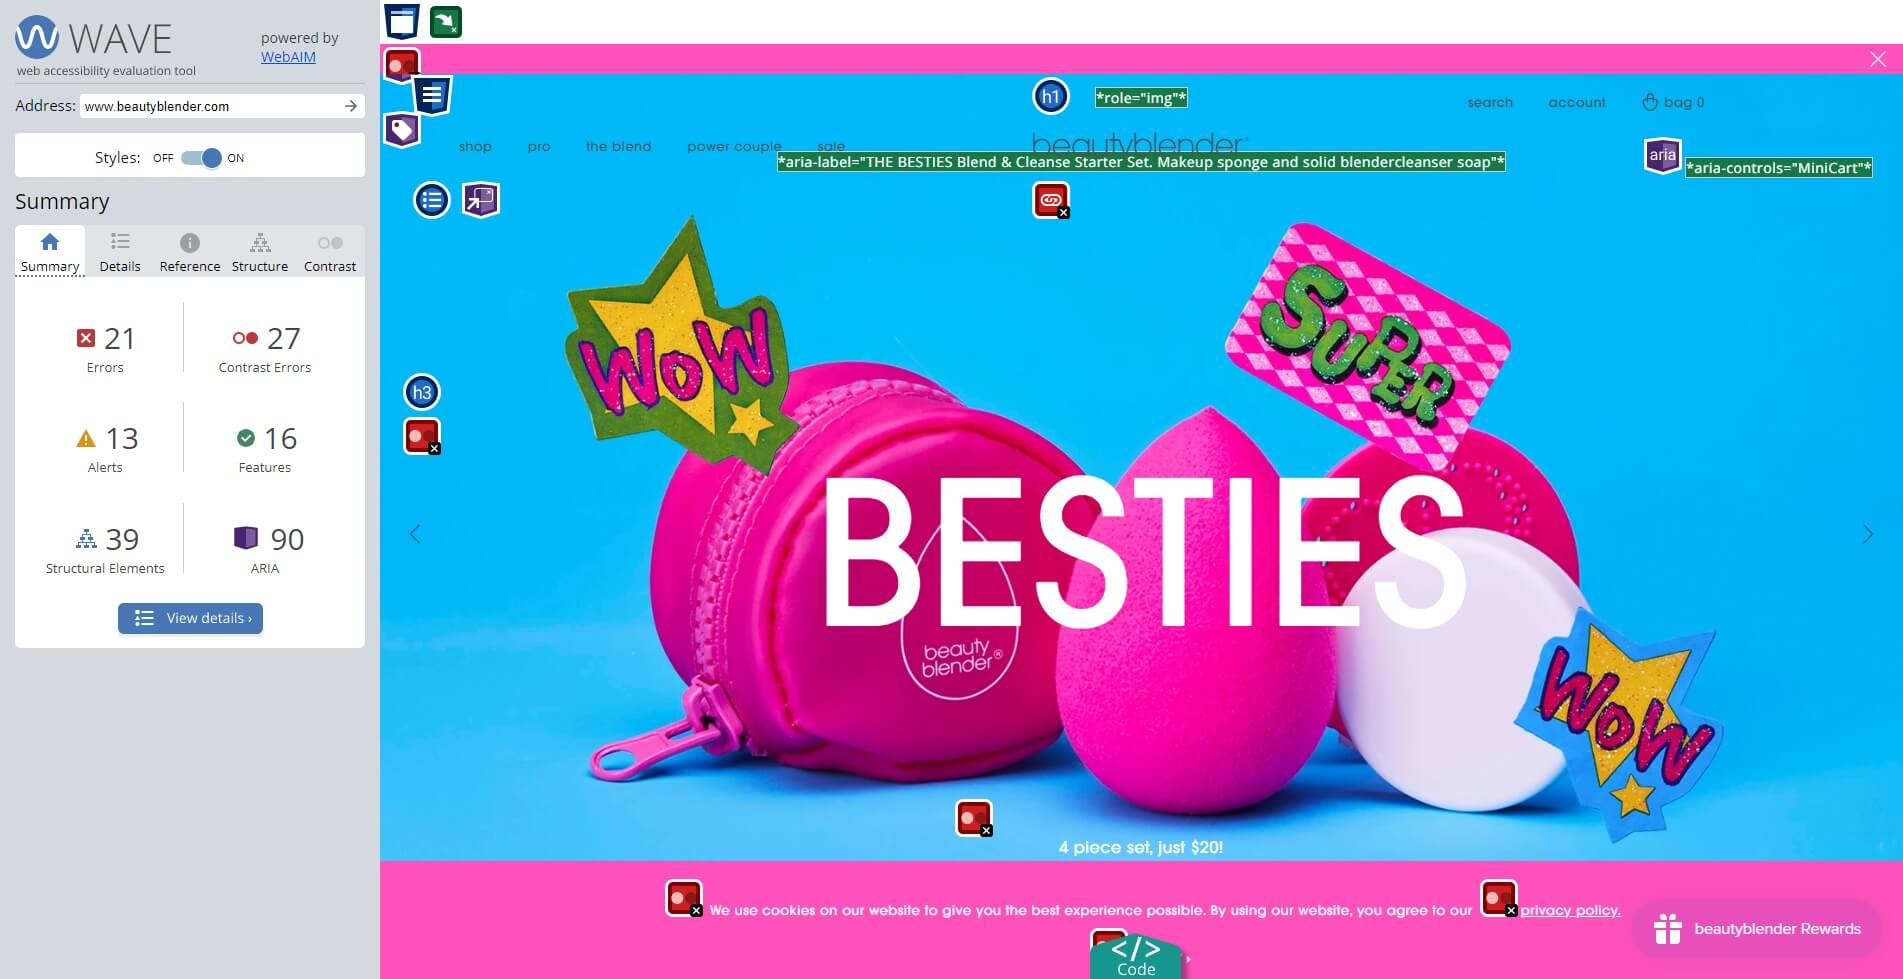 WAVE
powered by
WebAIM
web accessibility evaluation tool
Address: www.beautyblender.com
Styles: OFF ON
Summary
Summary Details Reference Structure Contrast
21
Errors
27
Contrast Errors
13
Alerts
16
Features
39
Structural Elements
90
ARIA
View details ›
h1
*role="img"*
search account bag 0
shop pro the blend power couple sale
beautyblender
*aria-label="THE BESTIES Blend & Cleanse Starter Set. Makeup sponge and solid blendercleanser soap"*
aria
*aria-controls="MiniCart"*
WOW
SUPER
h3
BESTIES
beauty
blender®
WOW
4 piece set, just $20!
We use cookies on our website to give you the best experience possible. By using our website, you agree to our privacy policy.
beautyblender Rewards
</>
Code